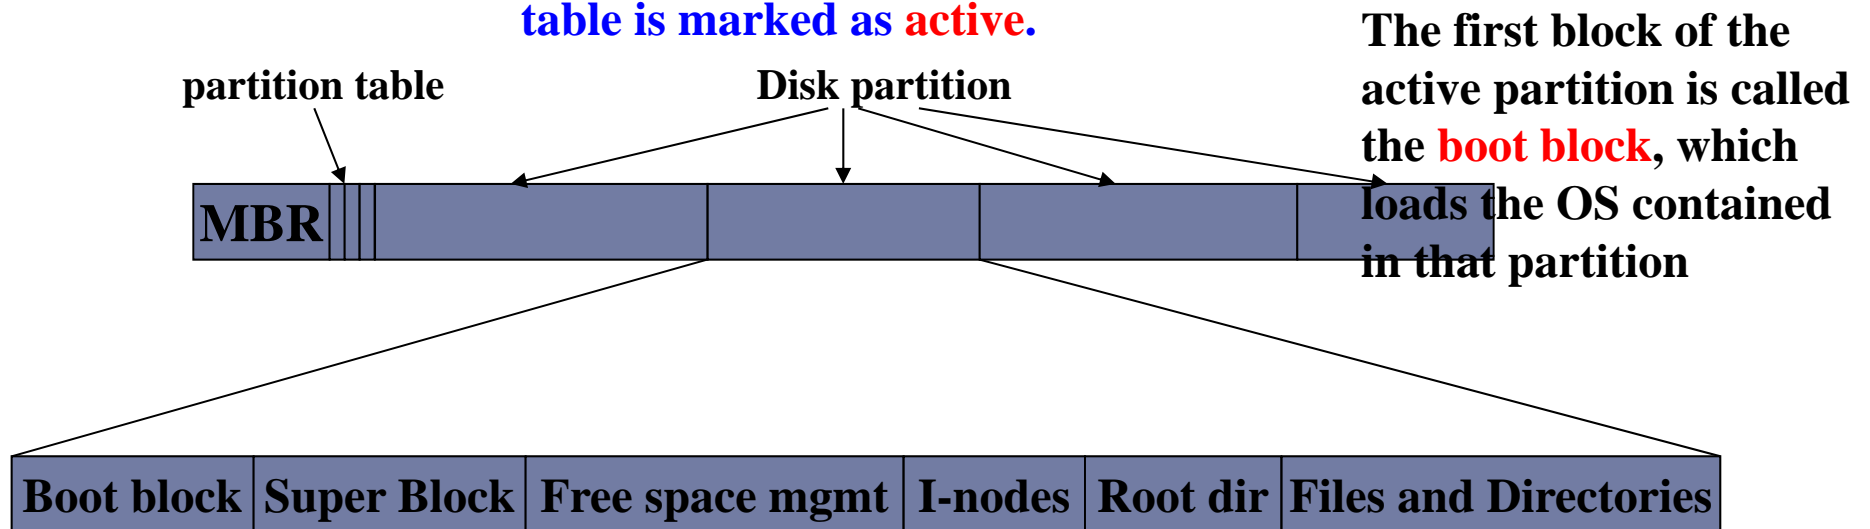 table is marked as active.
The first block of the
active partition is called
the boot block, which
loads the OS contained
in that partition
partition table
Disk partition
MBR
Boot block
Super Block
Free space mgmt
I-nodes
Root dir
Files and Directories